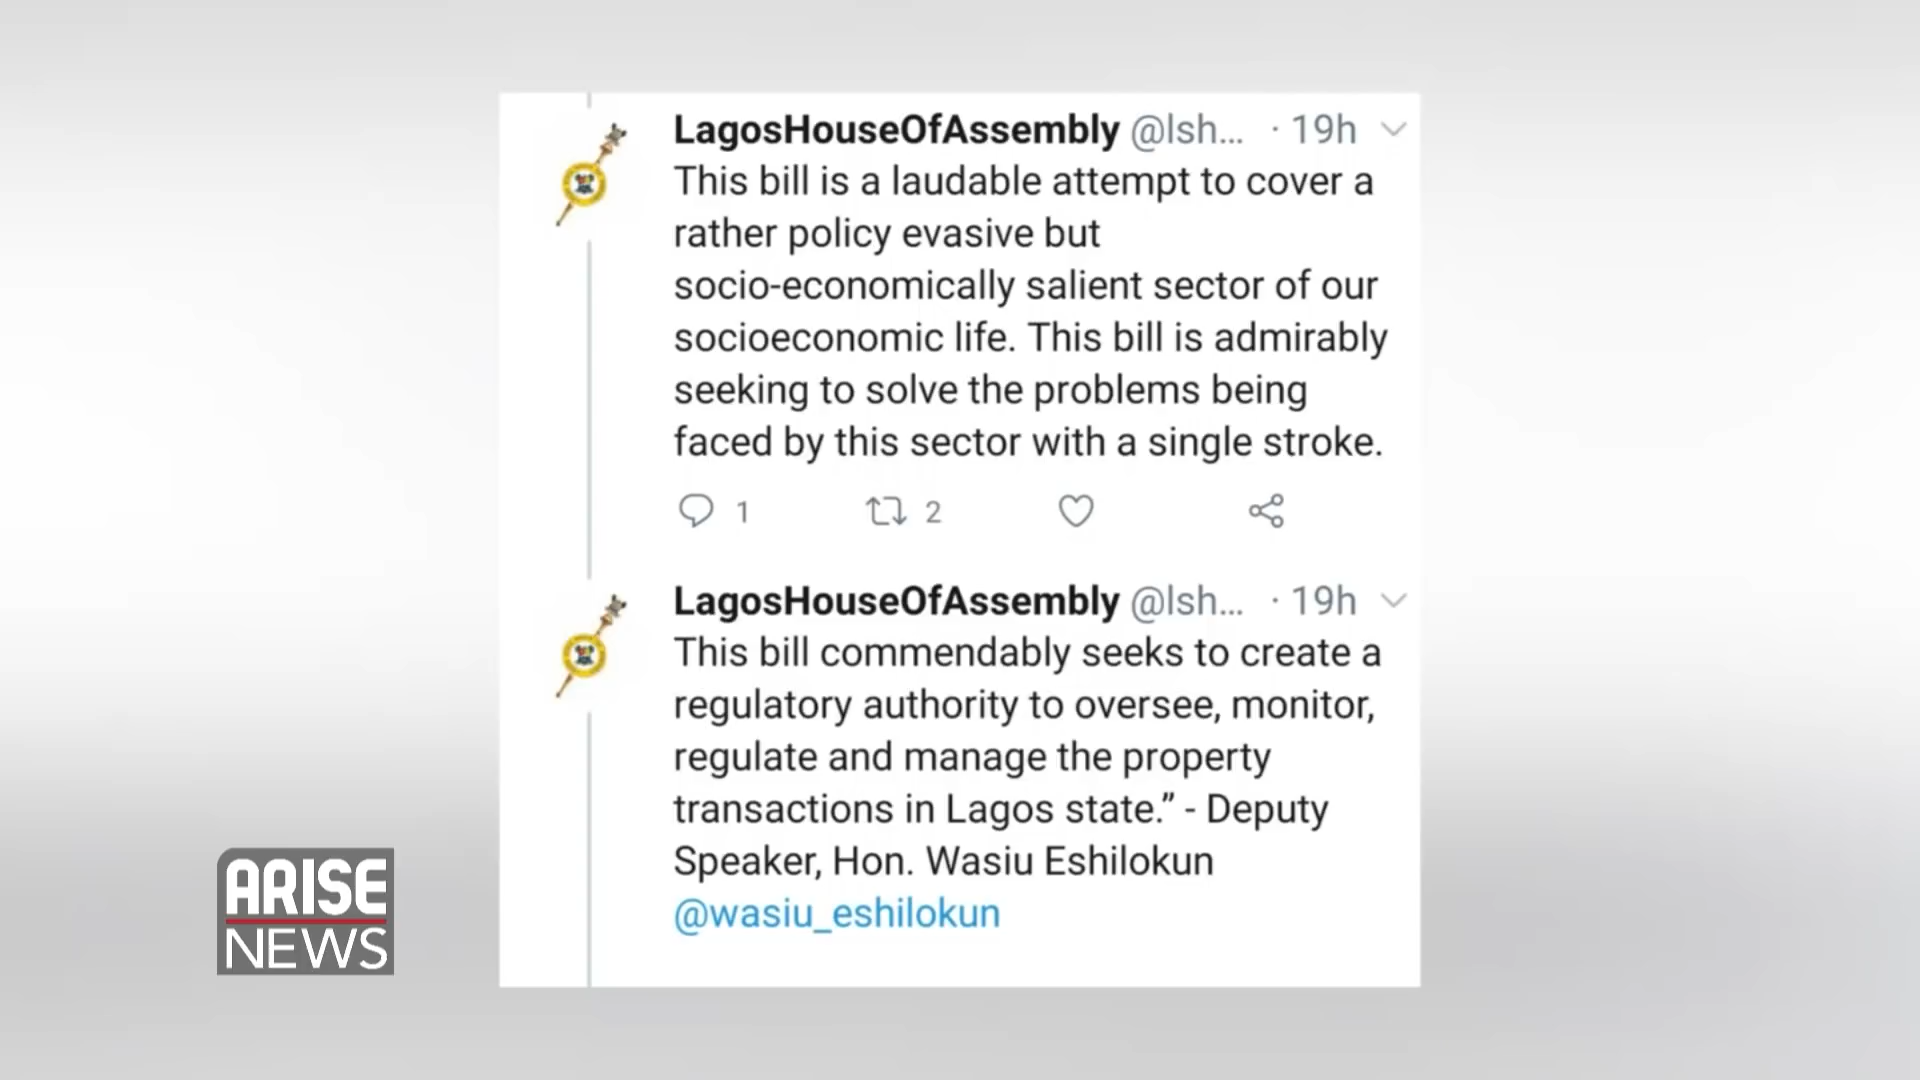 LagosHouseOfAssembly @lsh... · 19h
This bill is a laudable attempt to cover a
rather policy evasive but
socio-economically salient sector of our
socioeconomic life. This bill is admirably
seeking to solve the problems being
faced by this sector with a single stroke.
1 2
LagosHouseOfAssembly @lsh... · 19h
This bill commendably seeks to create a
regulatory authority to oversee, monitor,
regulate and manage the property
transactions in Lagos state.” - Deputy
Speaker, Hon. Wasiu Eshilokun
@wasiu_eshilokun
ARISE
NEWS